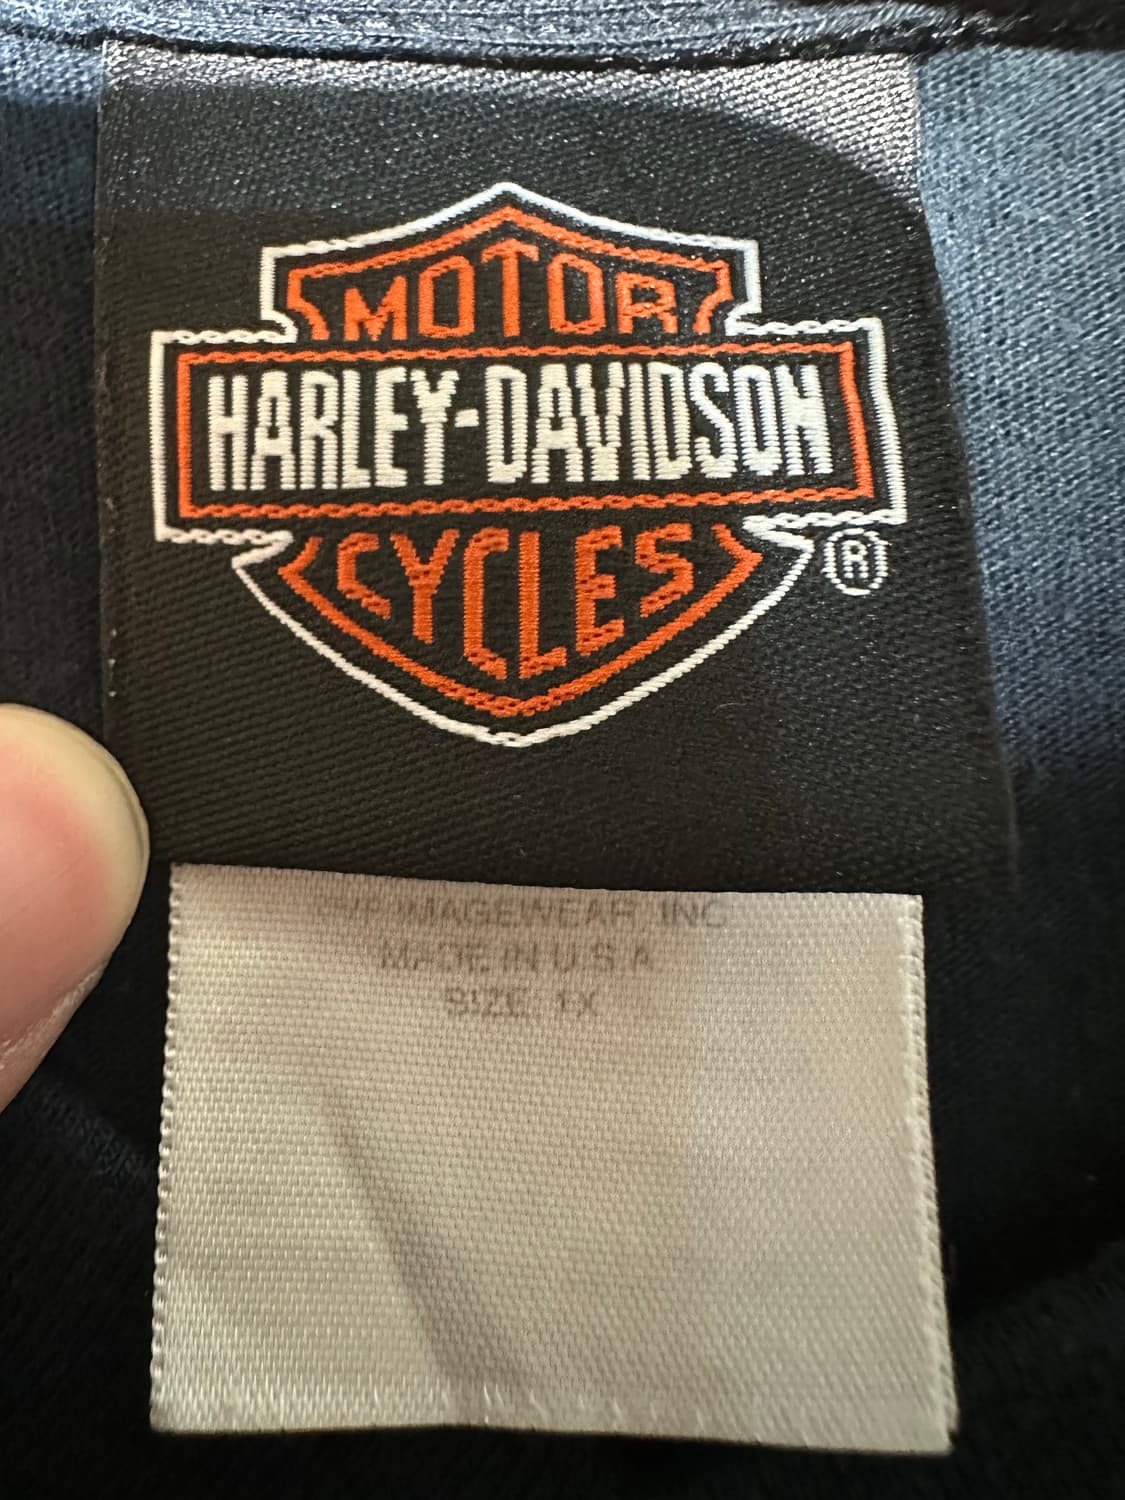 MOTOR
HARLEY-DAVIDSON
CYCLES
®
IMAGEWEAR, INC
MADE IN U.S.A
SIZE: 1X